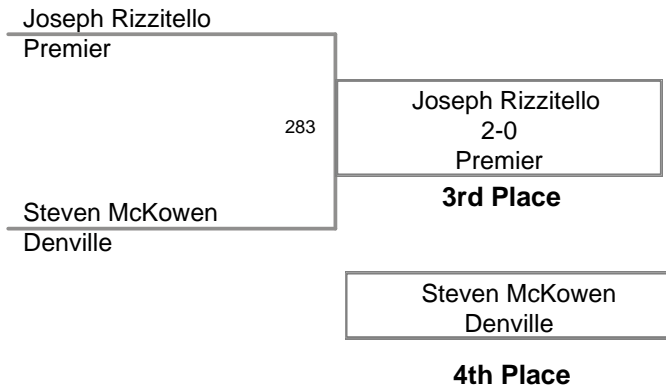 Joseph Rizzitello
Premier
283
Joseph Rizzitello
2-0
Premier
3rd Place
Steven McKowen
Denville
Steven McKowen
Denville
4th Place